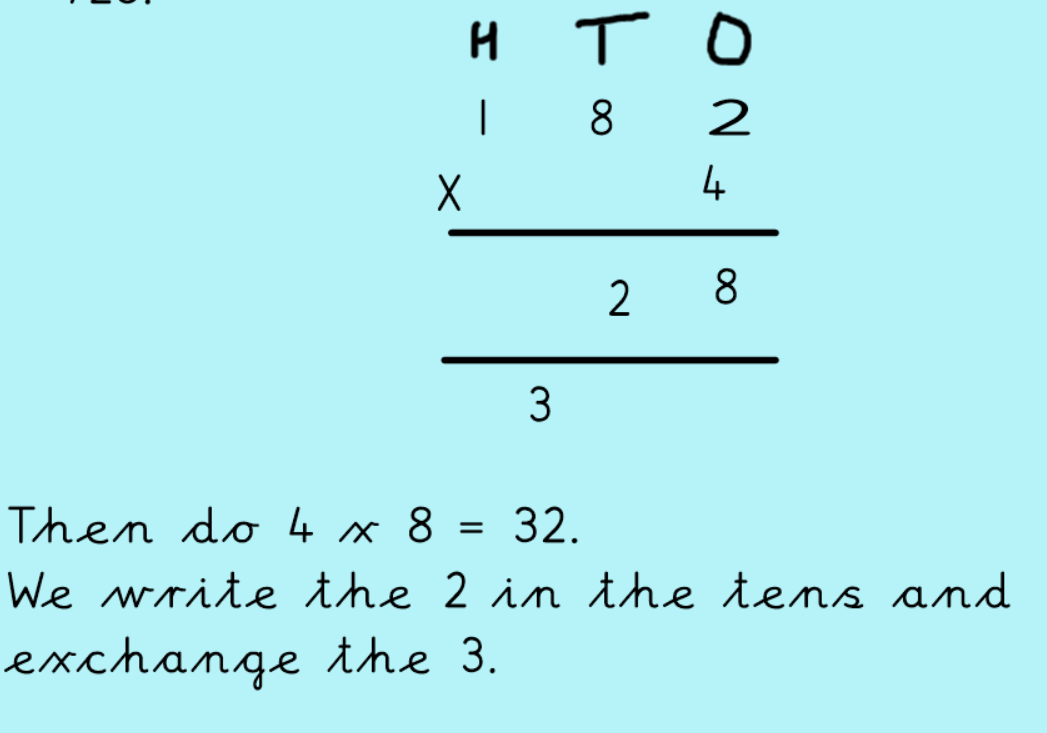 H T O
1 8 2
X 4
2 8
3
Then do 4 x 8 = 32.
We write the 2 in the tens and
exchange the 3.